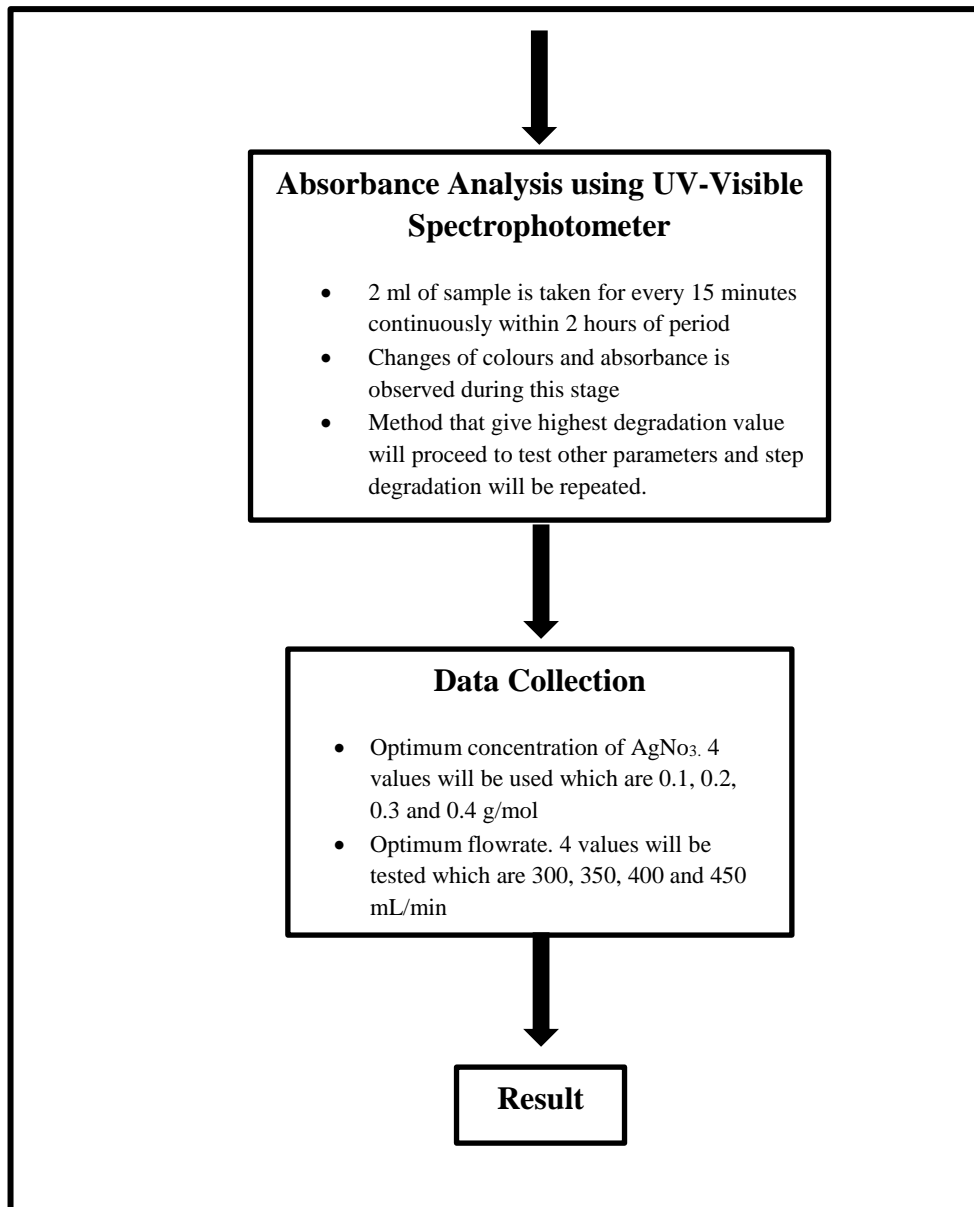 Absorbance Analysis using UV-Visible
Spectrophotometer
• 2 ml of sample is taken for every 15 minutes
continuously within 2 hours of period
• Changes of colours and absorbance is
observed during this stage
• Method that give highest degradation value
will proceed to test other parameters and step
degradation will be repeated.
Data Collection
• Optimum concentration of AgNo₃. 4
values will be used which are 0.1, 0.2,
0.3 and 0.4 g/mol
• Optimum flowrate. 4 values will be
tested which are 300, 350, 400 and 450
mL/min
Result